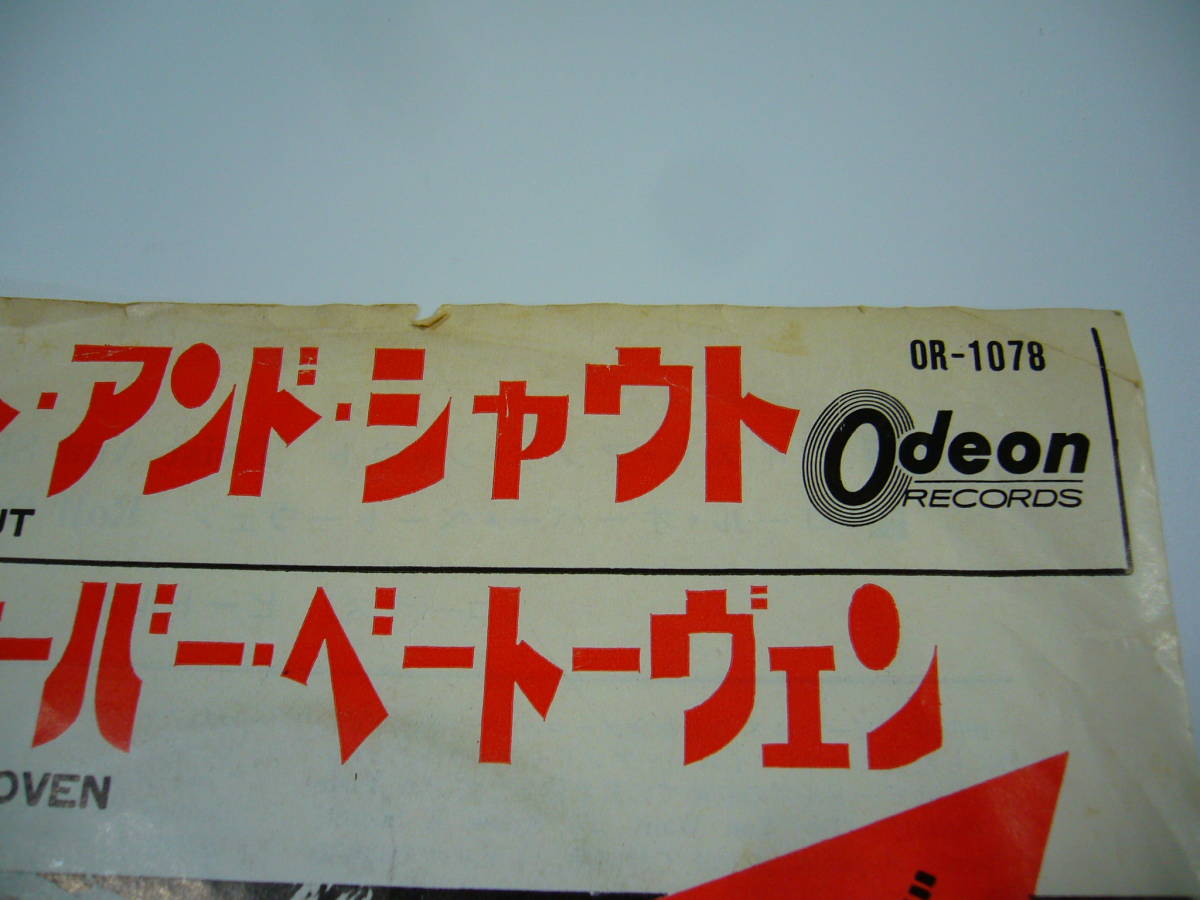 ト・アンド・シャウト
OR-1078
Odeon
RECORDS
UT
ーバー・ベートーヴェン
OVEN